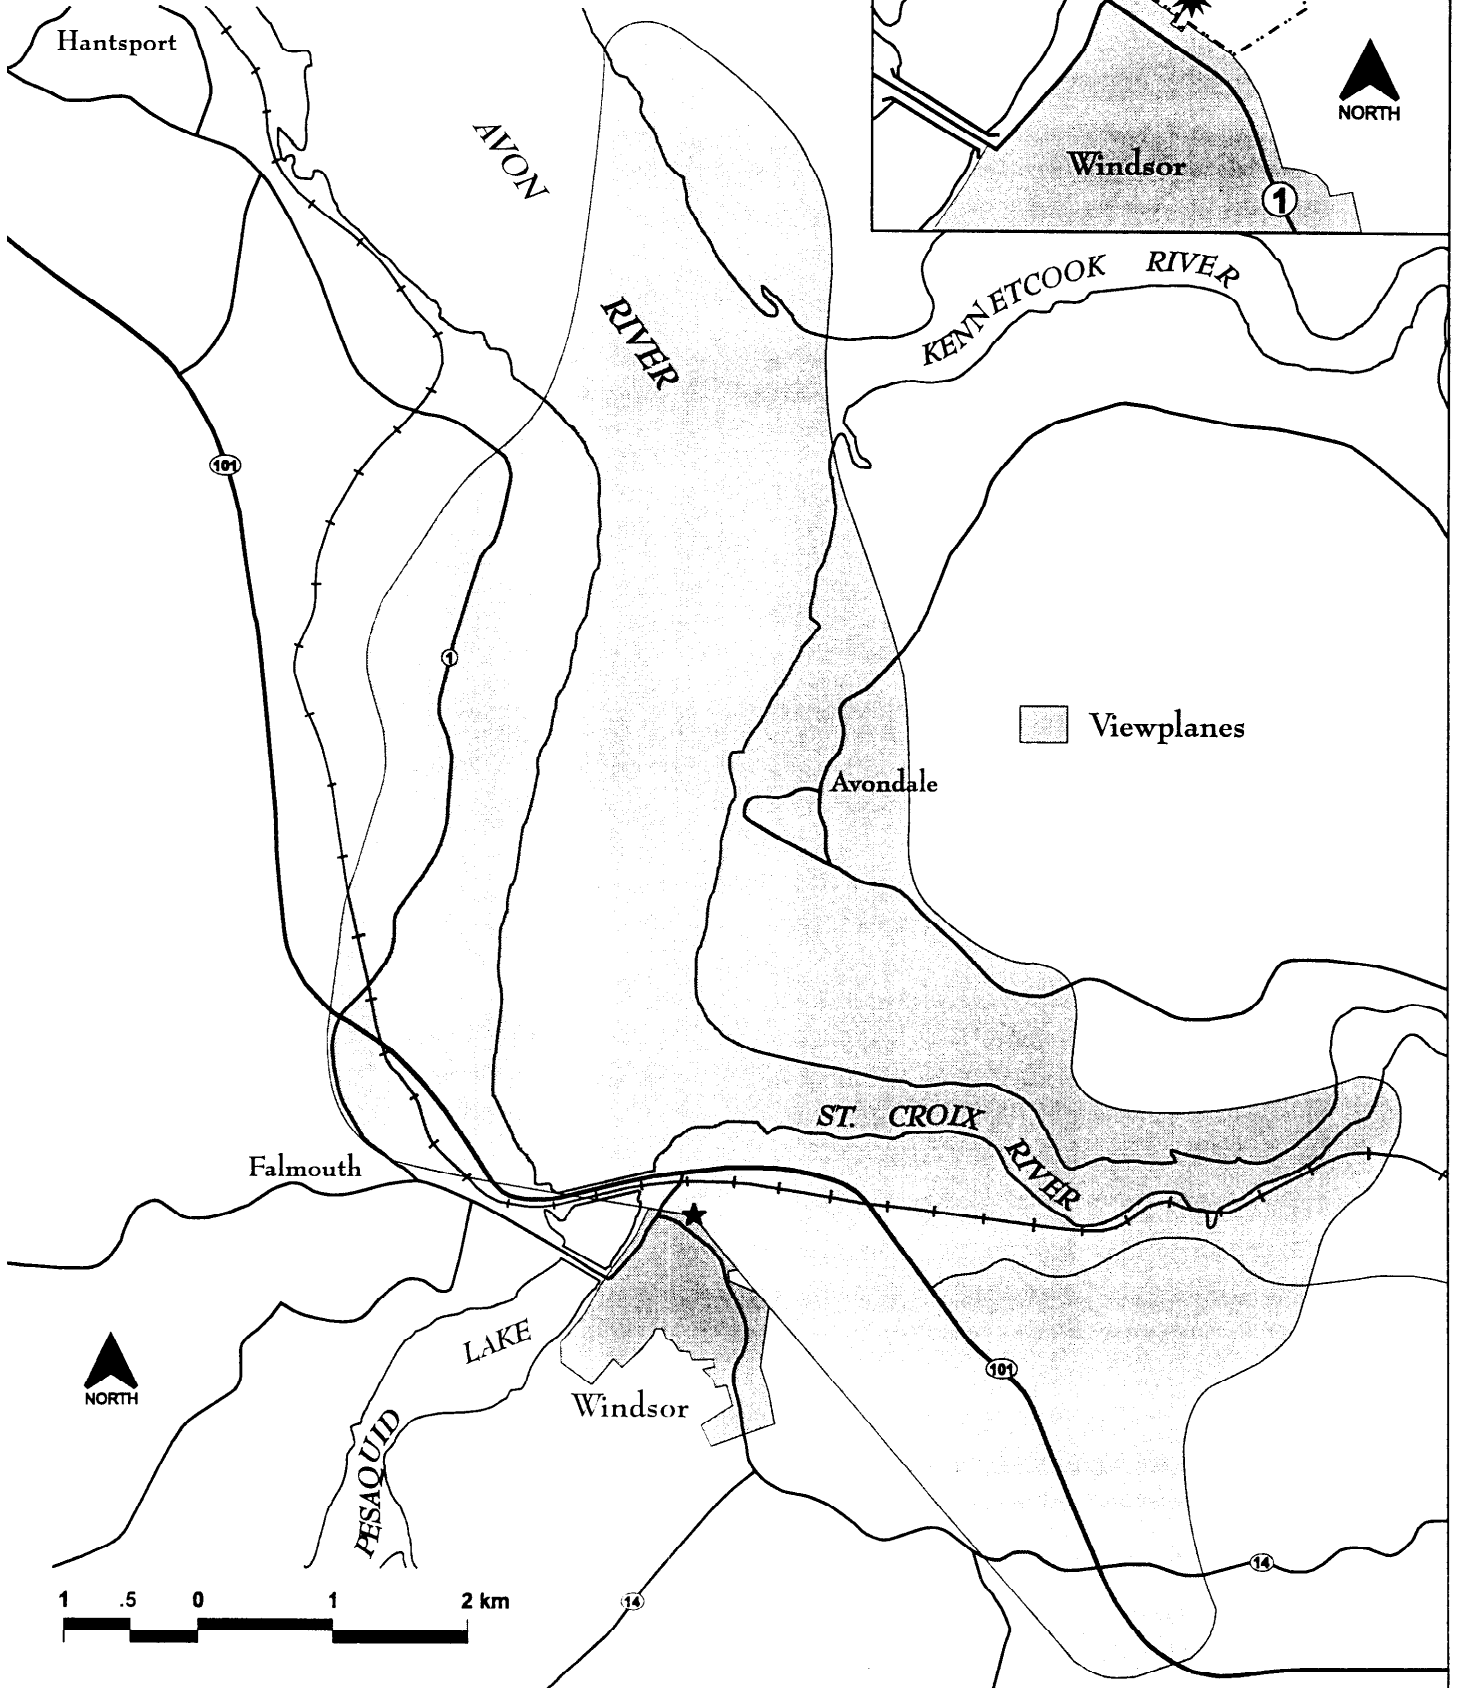 Hantsport
AVON
RIVER
NORTH
Windsor
1
KENNETCOOK RIVER
101
1
Viewplanes
Avondale
ST. CROIX
RIVER
Falmouth
LAKE
PESAQUID
Windsor
101
NORTH
14
14
1 .5 0 1 2 km